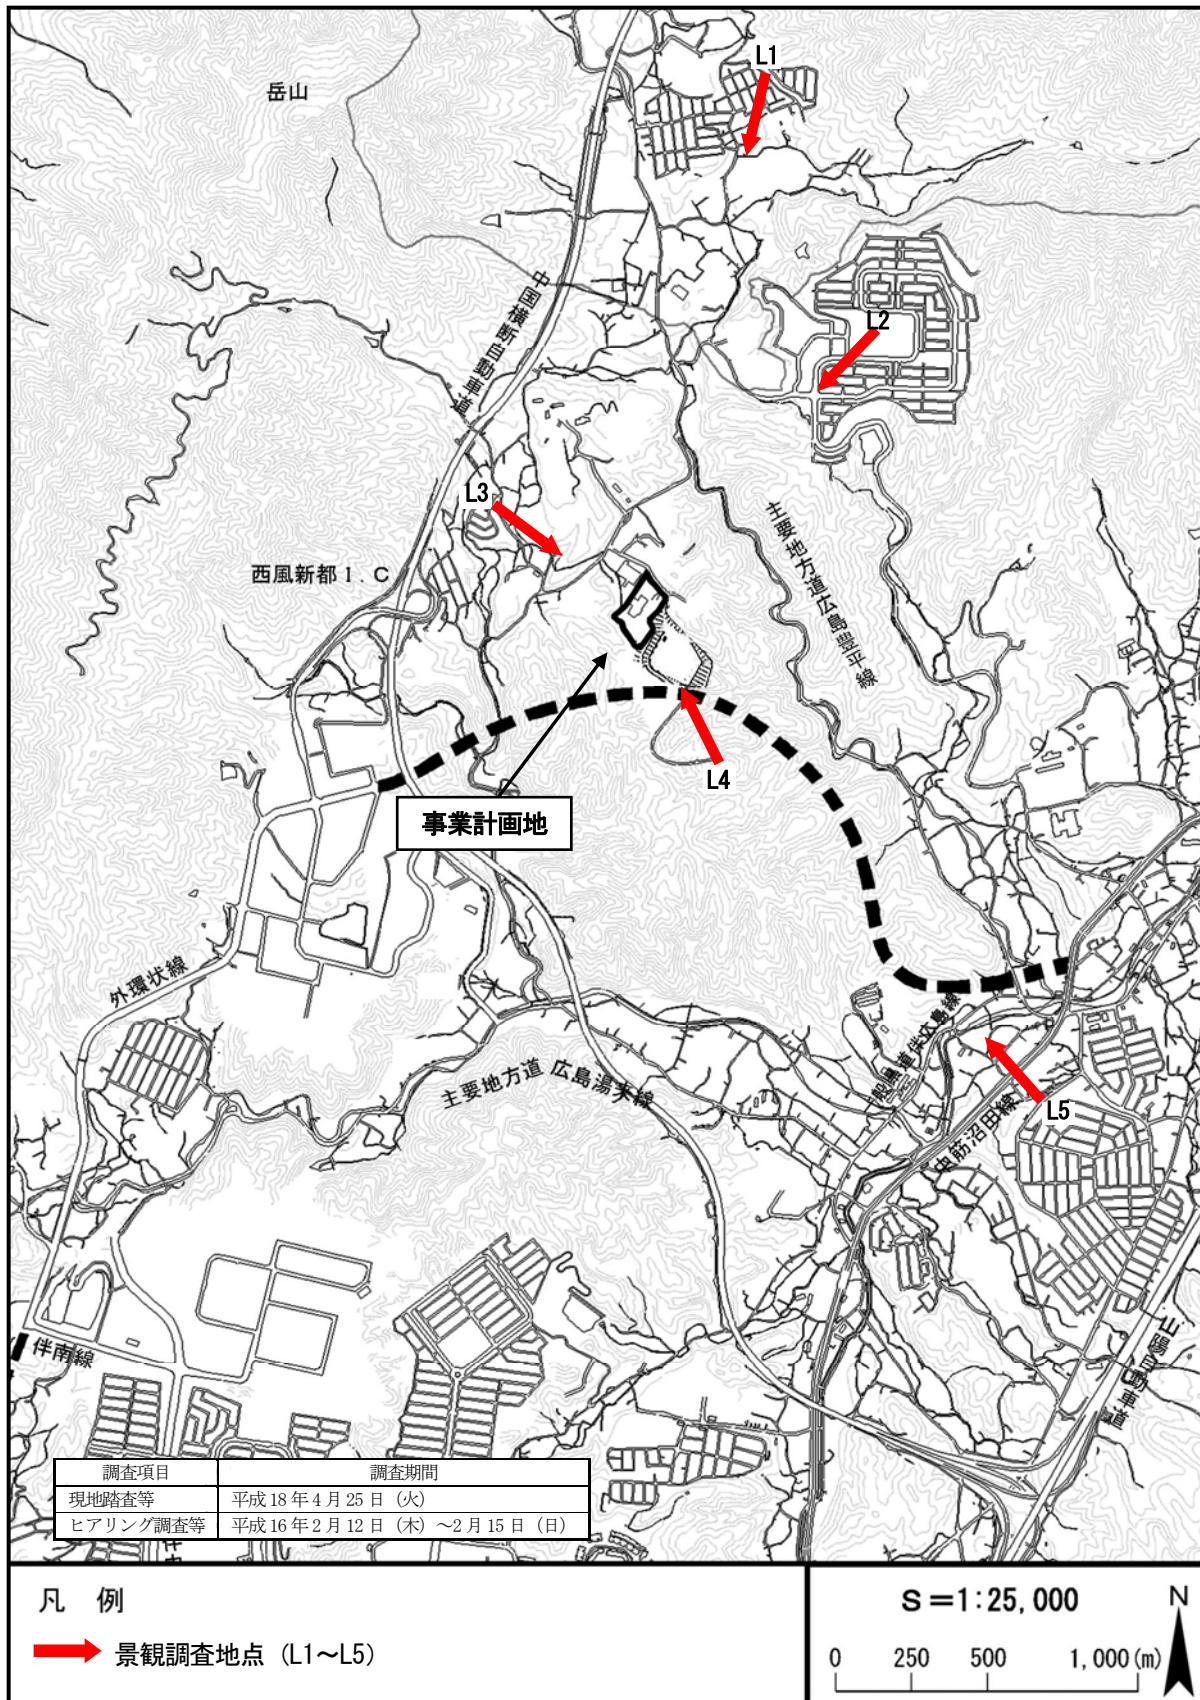 L1
岳山
中国横断自動車道
L2
L3
主要地方道広島豊平線
西風新都I.C
L4
事業計画地
外環状線
一般県道伴広島線
主要地方道 広島湯来線
L5
中筋沼田線
山陽自動車道
伴南線
調査項目 調査期間
現地踏査等 平成18年4月25日（火）
ヒアリング調査等 平成16年2月12日（木）～2月15日（日）
凡 例
景観調査地点（L1～L5）
S＝1:25,000
N
0 250 500 1,000(m)